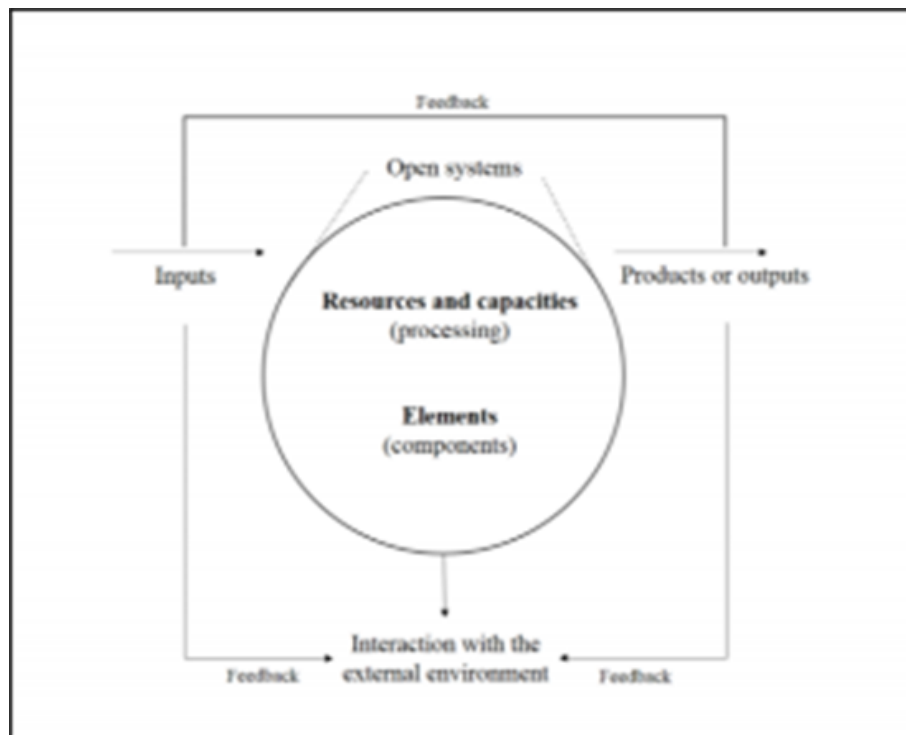 Feedback
Open systems
Inputs
Products or outputs
Resources and capacities
(processing)
Elements
(components)
Interaction with the
external environment
Feedback
Feedback